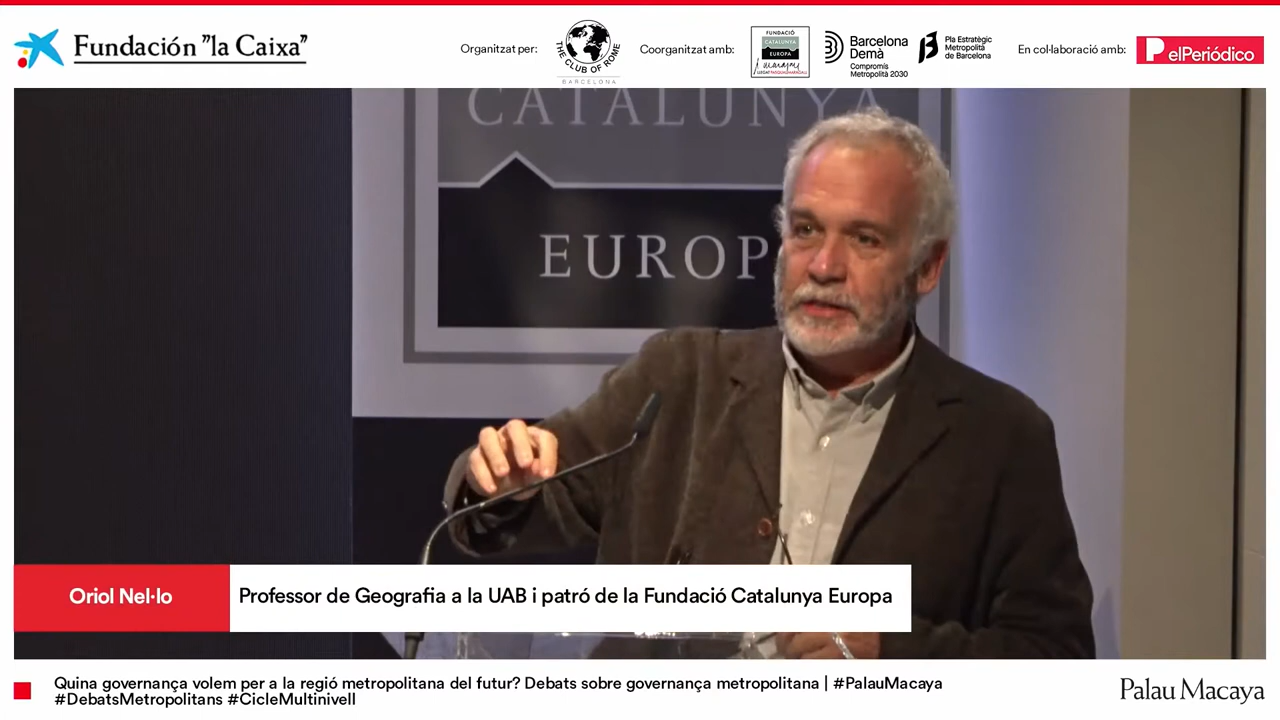 Fundación "la Caixa"
Organitzat per:
THE CLUB OF ROME
BARCELONA
Coorganitzat amb:
FUNDACIÓ
CATALUNYA
EUROPA
LLEGAT PASQUAL MARAGALL
Barcelona
Demà
Compromís
Metropolità 2030
Pla Estratègic
Metropolità
de Barcelona
En col·laboració amb:
elPeriódico
CATALUNYA
EUROP
Oriol Nel·lo
Professor de Geografia a la UAB i patró de la Fundació Catalunya Europa
Quina governança volem per a la regió metropolitana del futur? Debats sobre governança metropolitana | #PalauMacaya
#DebatsMetropolitans #CicleMultinivell
Palau Macaya